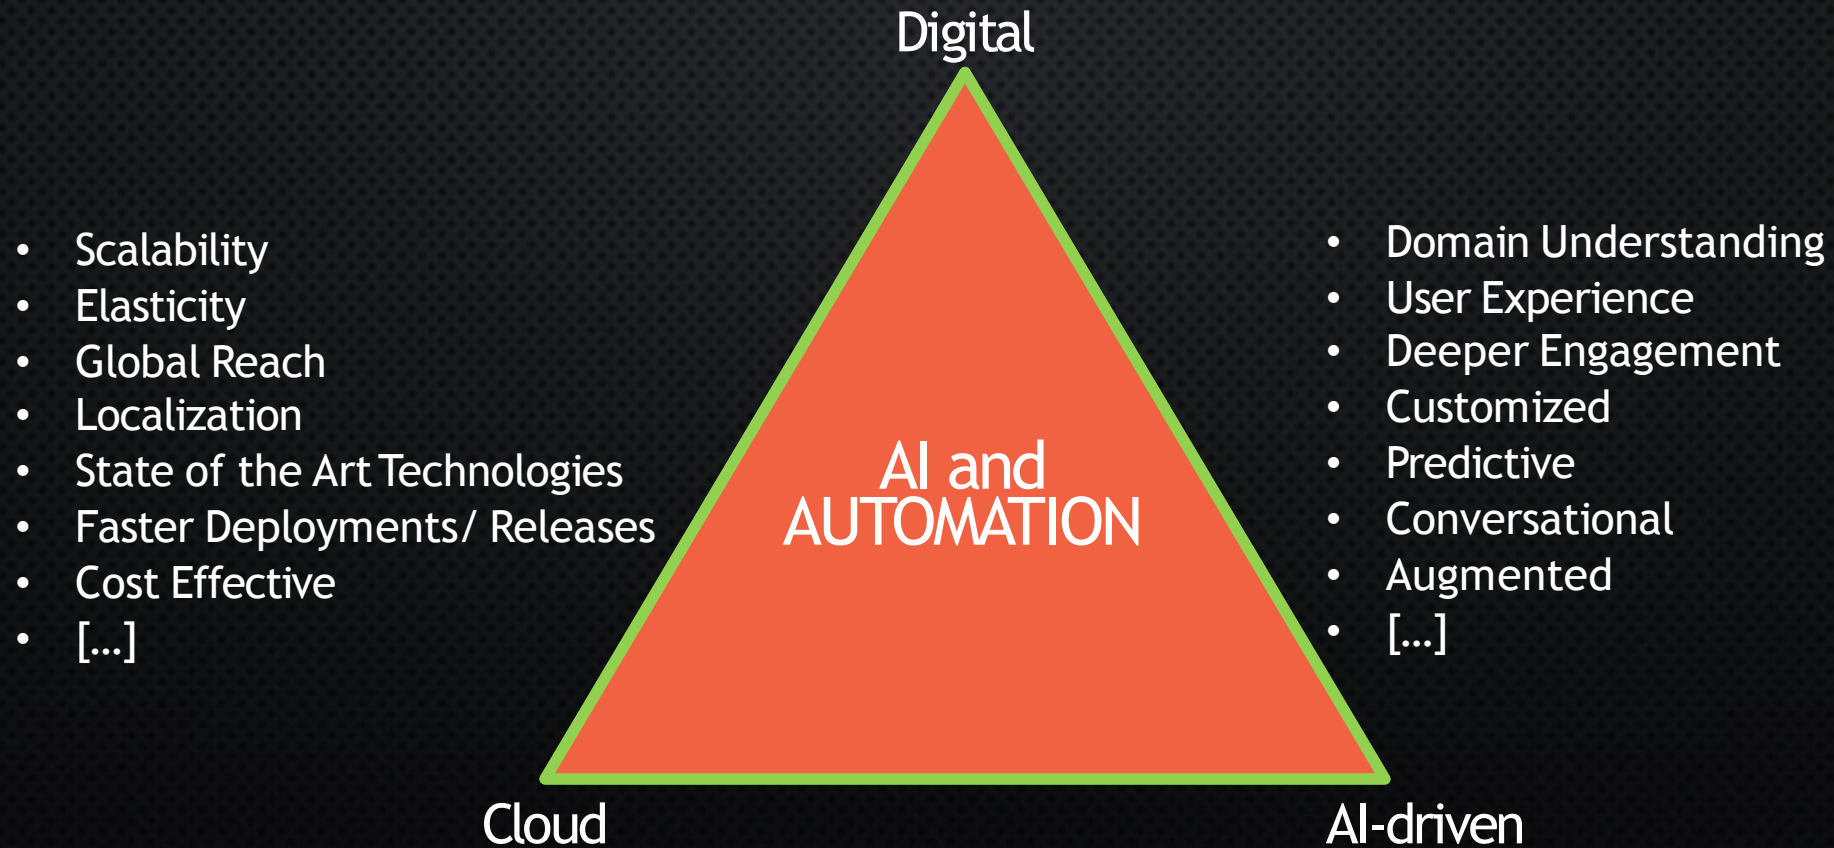 Digital
• Scalability
• Elasticity
• Global Reach
• Localization
• State of the Art Technologies
• Faster Deployments/ Releases
• Cost Effective
• [...]
AI and
AUTOMATION
• Domain Understanding
• User Experience
• Deeper Engagement
• Customized
• Predictive
• Conversational
• Augmented
• [...]
Cloud
AI-driven